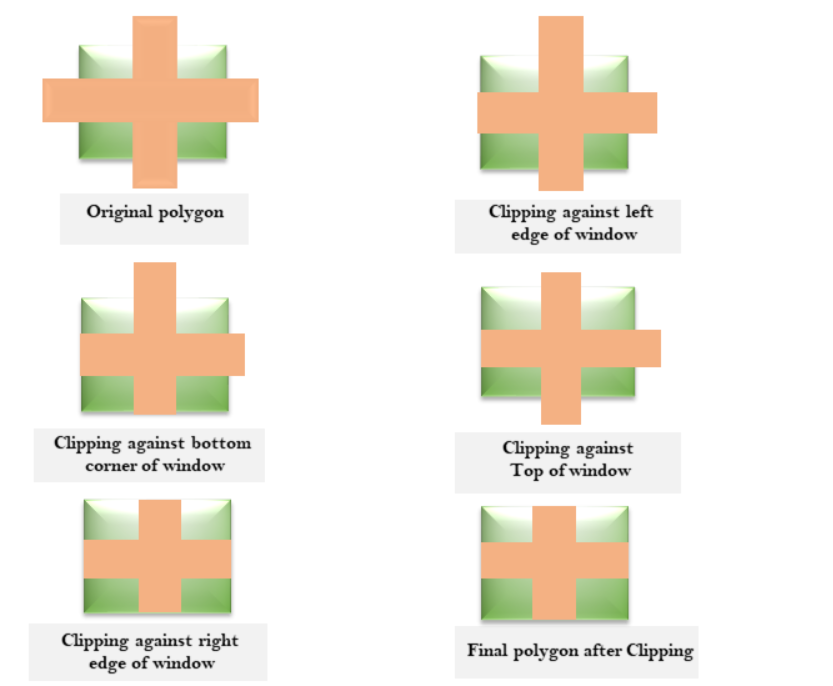 Original polygon
Clipping against left
edge of window
Clipping against bottom
corner of window
Clipping against
Top of window
Clipping against right
edge of window
Final polygon after Clipping